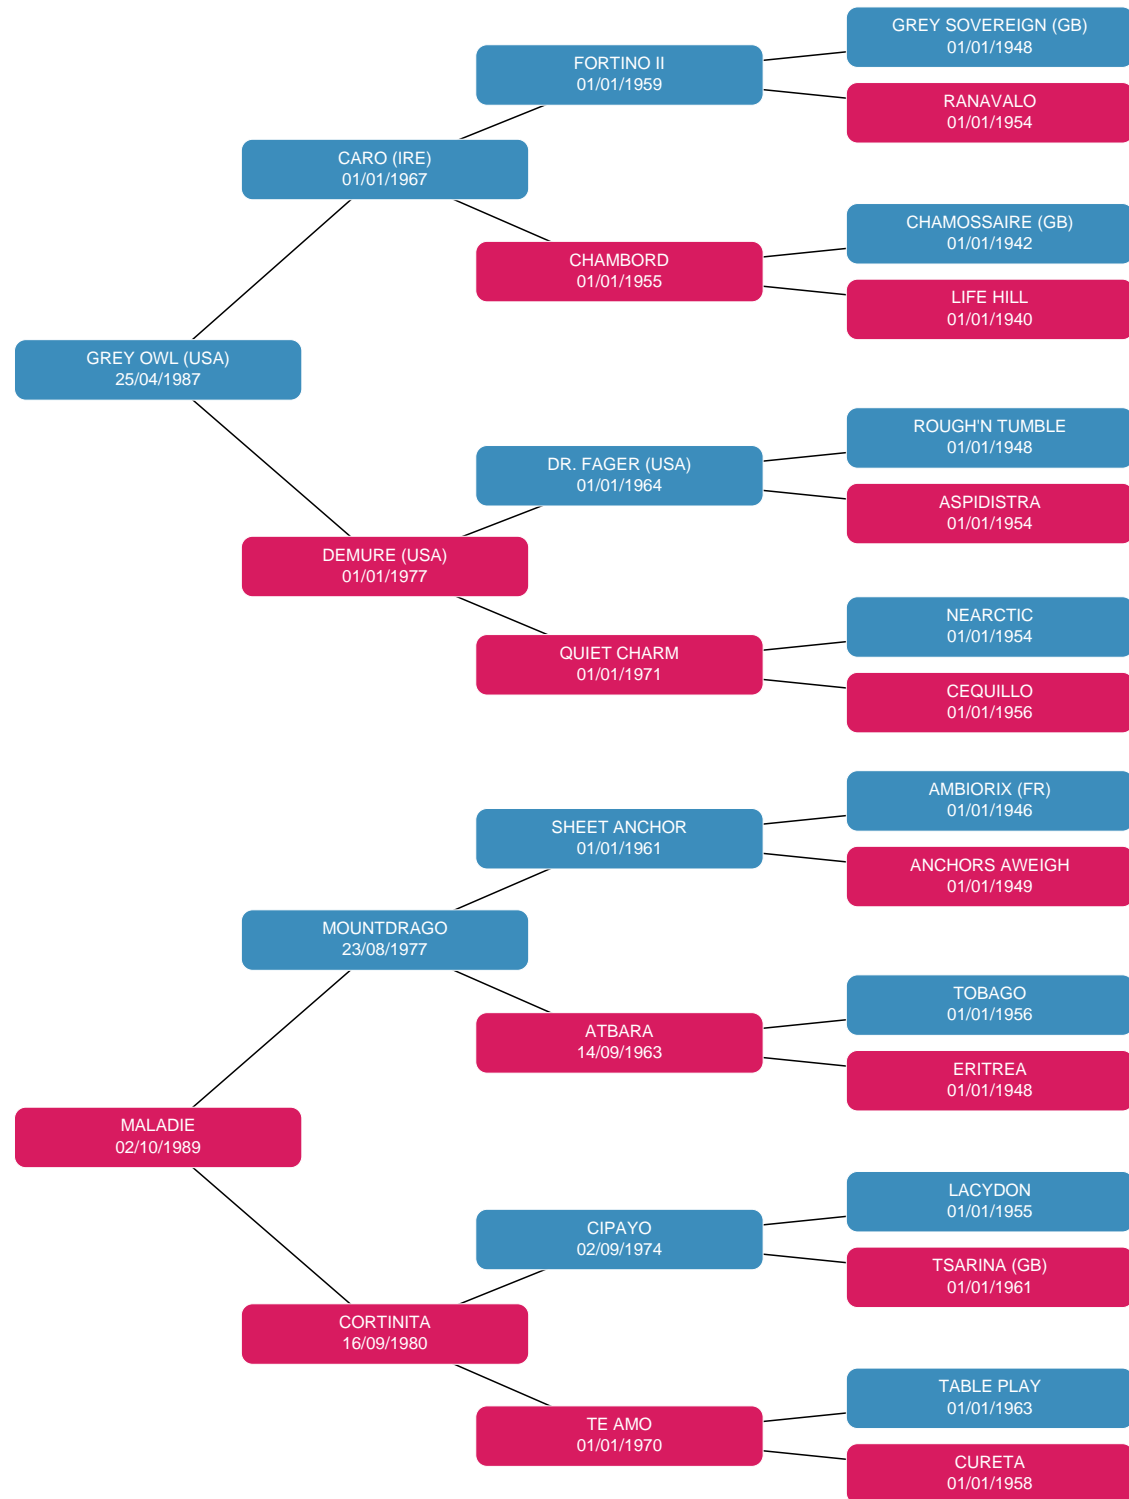 GREY SOVEREIGN (GB)
01/01/1948
FORTINO II
01/01/1959
RANAVALO
01/01/1954
CARO (IRE)
01/01/1967
CHAMOSSAIRE (GB)
01/01/1942
CHAMBORD
01/01/1955
LIFE HILL
01/01/1940
GREY OWL (USA)
25/04/1987
ROUGH'N TUMBLE
01/01/1948
DR. FAGER (USA)
01/01/1964
ASPIDISTRA
01/01/1954
DEMURE (USA)
01/01/1977
NEARCTIC
01/01/1954
QUIET CHARM
01/01/1971
CEQUILLO
01/01/1956
AMBIORIX (FR)
01/01/1946
SHEET ANCHOR
01/01/1961
ANCHORS AWEIGH
01/01/1949
MOUNTDRAGO
23/08/1977
TOBAGO
01/01/1956
ATBARA
14/09/1963
ERITREA
01/01/1948
MALADIE
02/10/1989
LACYDON
01/01/1955
CIPAYO
02/09/1974
TSARINA (GB)
01/01/1961
CORTINITA
16/09/1980
TABLE PLAY
01/01/1963
TE AMO
01/01/1970
CURETA
01/01/1958